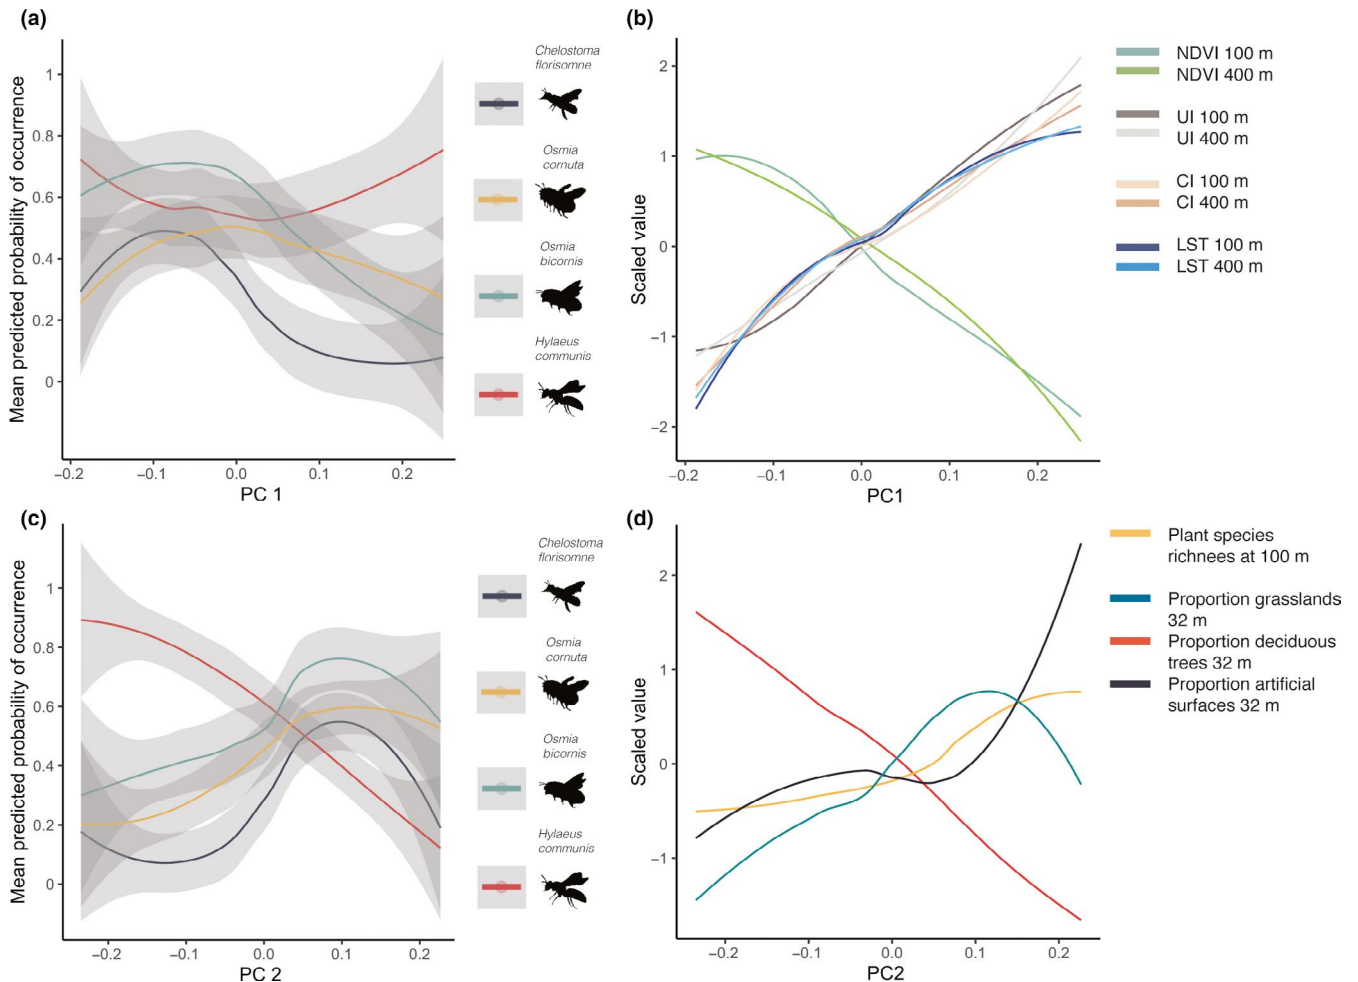 (a)
Mean predicted probability of occurrence
1
0.8
0.6
0.4
0.2
0
−0.2
−0.1
0.0
0.1
0.2
PC 1
Chelostoma
florisomne
Osmia
cornuta
Osmia
bicornis
Hylaeus
communis
(b)
Scaled value
2
1
0
−1
−2
−0.2
−0.1
0.0
0.1
0.2
PC1
NDVI 100 m
NDVI 400 m
UI 100 m
UI 400 m
CI 100 m
CI 400 m
LST 100 m
LST 400 m
(c)
Mean predicted probability of occurrence
1
0.8
0.6
0.4
0.2
0
−0.2
−0.1
0.0
0.1
0.2
PC 2
Chelostoma
florisomne
Osmia
cornuta
Osmia
bicornis
Hylaeus
communis
(d)
Scaled value
2
1
0
−1
−0.2
−0.1
0.0
0.1
0.2
PC2
Plant species
richnees at 100 m
Proportion grasslands
32 m
Proportion deciduous
trees 32 m
Proportion artificial
surfaces 32 m